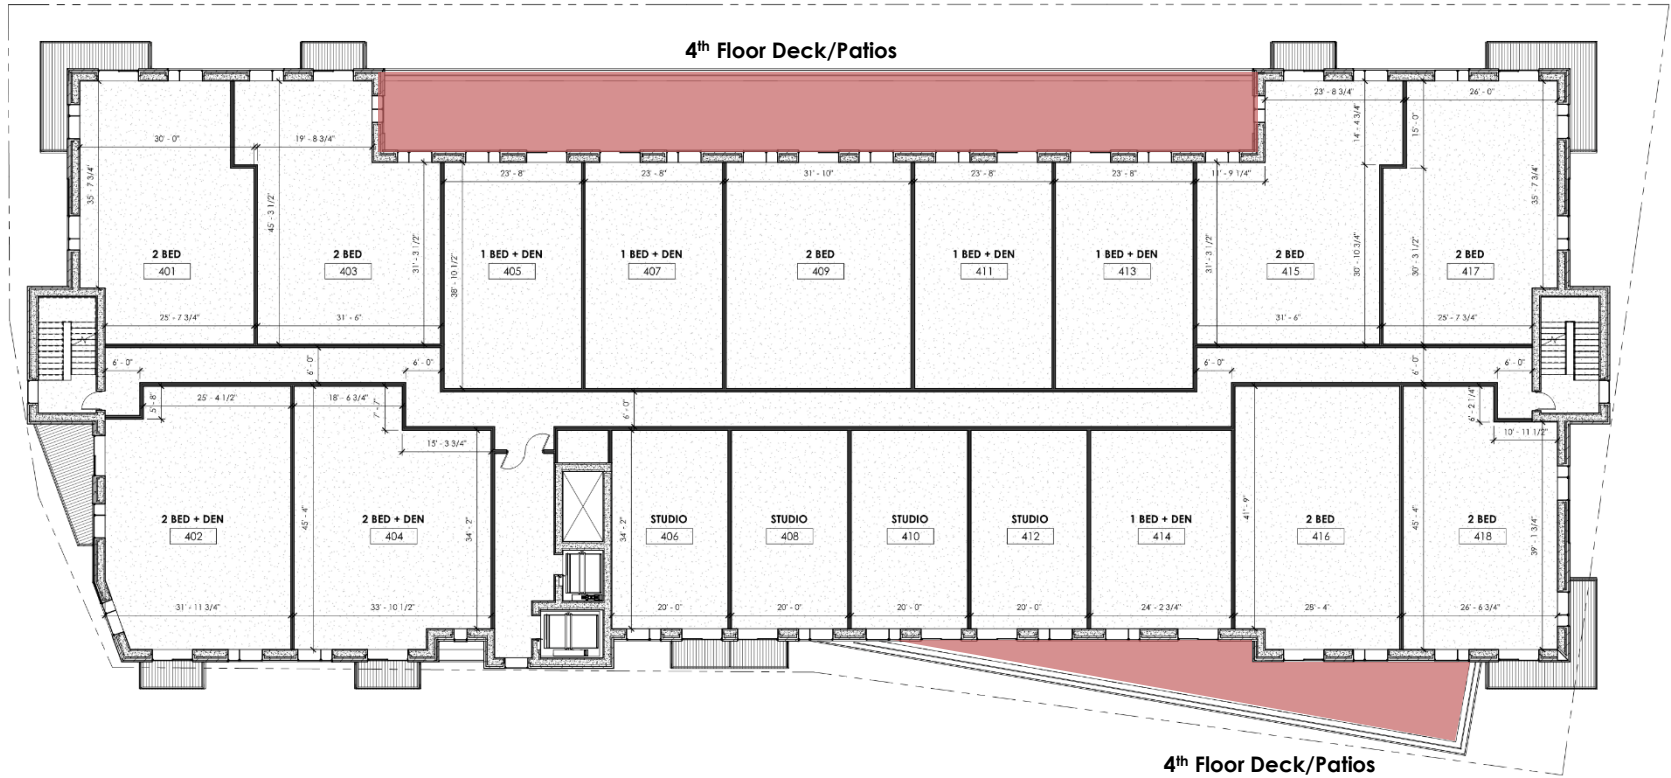 4th Floor Deck/Patios
23' - 8 3/4"
26' - 0"
14' - 4 3/4"
15' - 0"
30' - 0"
19' - 8 3/4"
35' - 7 3/4"
45' - 3 1/2"
31' - 3 1/2"
38' - 10 1/2"
23' - 8"
23' - 8"
31' - 10"
23' - 8"
23' - 8"
11' - 9 1/4"
31' - 3 1/2"
30' - 10 3/4"
30' - 3 1/2"
35' - 7 3/4"
2 BED
401
2 BED
403
1 BED + DEN
405
1 BED + DEN
407
2 BED
409
1 BED + DEN
411
1 BED + DEN
413
2 BED
415
2 BED
417
25' - 7 3/4"
31' - 6"
31' - 6"
25' - 7 3/4"
6' - 0"
6' - 0"
6' - 0"
6' - 0"
6' - 0"
6' - 0"
6' - 0"
5' - 8"
25' - 4 1/2"
18' - 6 3/4"
7' - 7"
15' - 3 3/4"
6' - 2 1/4"
10' - 11 1/2"
45' - 4"
34' - 2"
34' - 2"
41' - 9"
45' - 4"
39' - 1 3/4"
2 BED + DEN
402
2 BED + DEN
404
STUDIO
406
STUDIO
408
STUDIO
410
STUDIO
412
1 BED + DEN
414
2 BED
416
2 BED
418
31' - 11 3/4"
33' - 10 1/2"
20' - 0"
20' - 0"
20' - 0"
20' - 0"
24' - 2 3/4"
28' - 4"
26' - 6 3/4"
4th Floor Deck/Patios